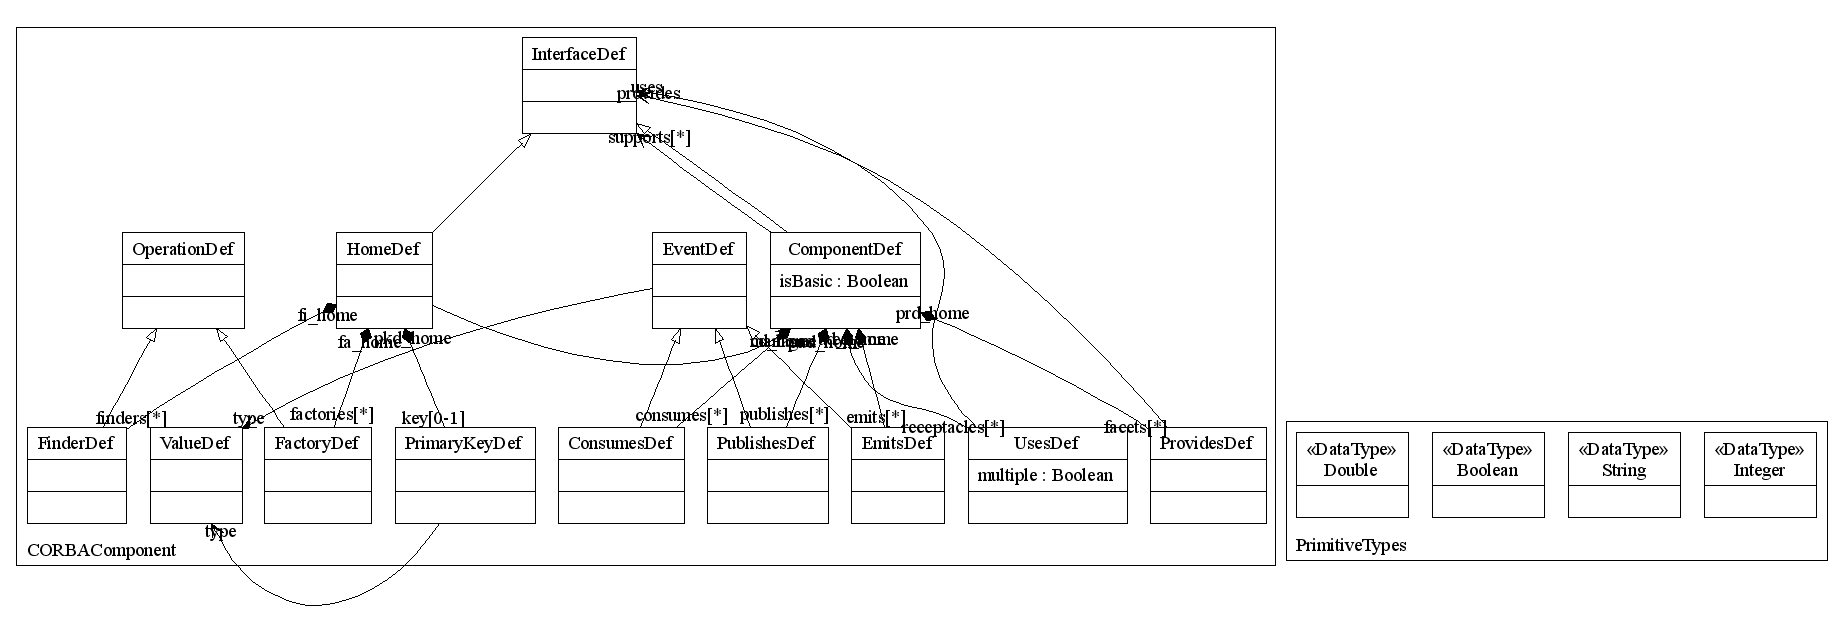 InterfaceDef
uses
provides
supports[*]
OperationDef
HomeDef
EventDef
ComponentDef
isBasic : Boolean
fi_home
prd_home
fa_home
pkd_home
finders[*]
type
factories[*]
key[0-1]
consumes[*]
publishes[*]
emits[*]
receptacles[*]
facets[*]
FinderDef
ValueDef
FactoryDef
PrimaryKeyDef
ConsumesDef
PublishesDef
EmitsDef
UsesDef
ProvidesDef
multiple : Boolean
type
CORBAComponent
«DataType»
Double
«DataType»
Boolean
«DataType»
String
«DataType»
Integer
PrimitiveTypes